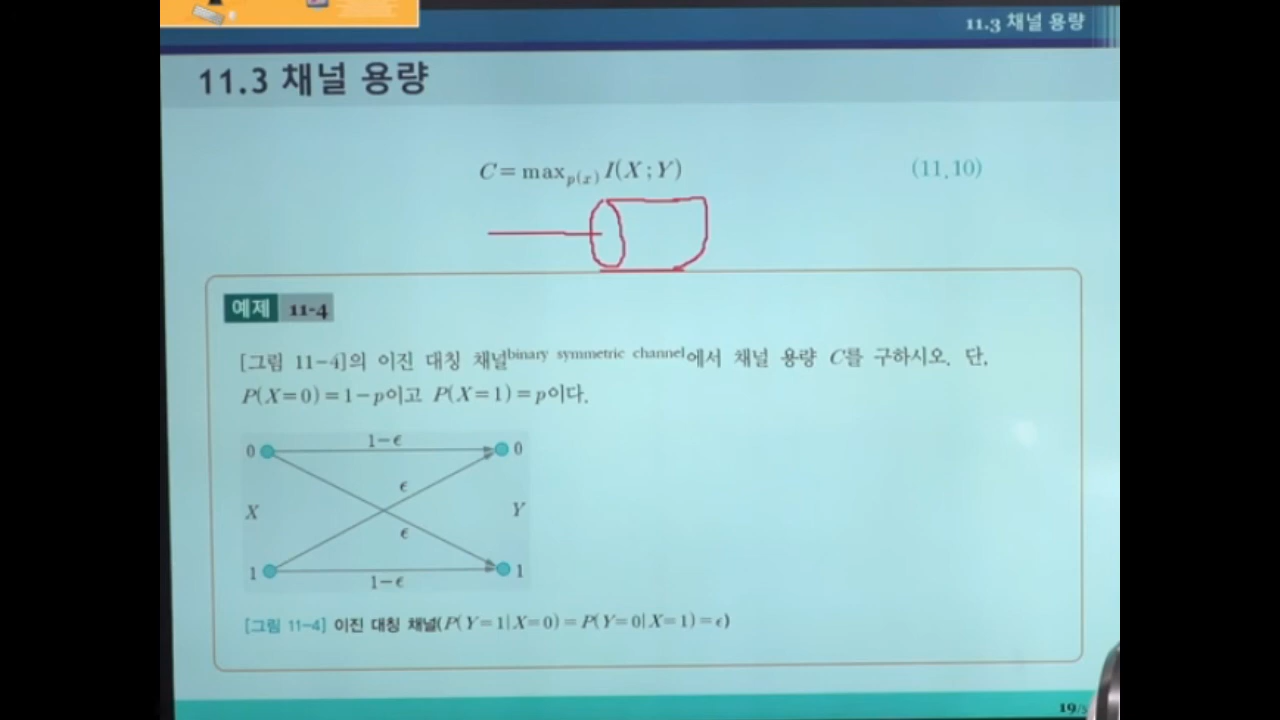 11.3 채널 용량
11.3 채널 용량
C = max_{p(x)} I(X ; Y) (11.10)
예제 11-4
[그림 11-4]의 이진 대칭 채널binary symmetric channel에서 채널 용량 C를 구하시오. 단,
P(X=0)=1-p이고 P(X=1)=p이다.
0 1-ϵ 0
ϵ
X Y
ϵ
1 1-ϵ 1
[그림 11-4] 이진 대칭 채널(P(Y=1|X=0)=P(Y=0|X=1)=ϵ)
19/